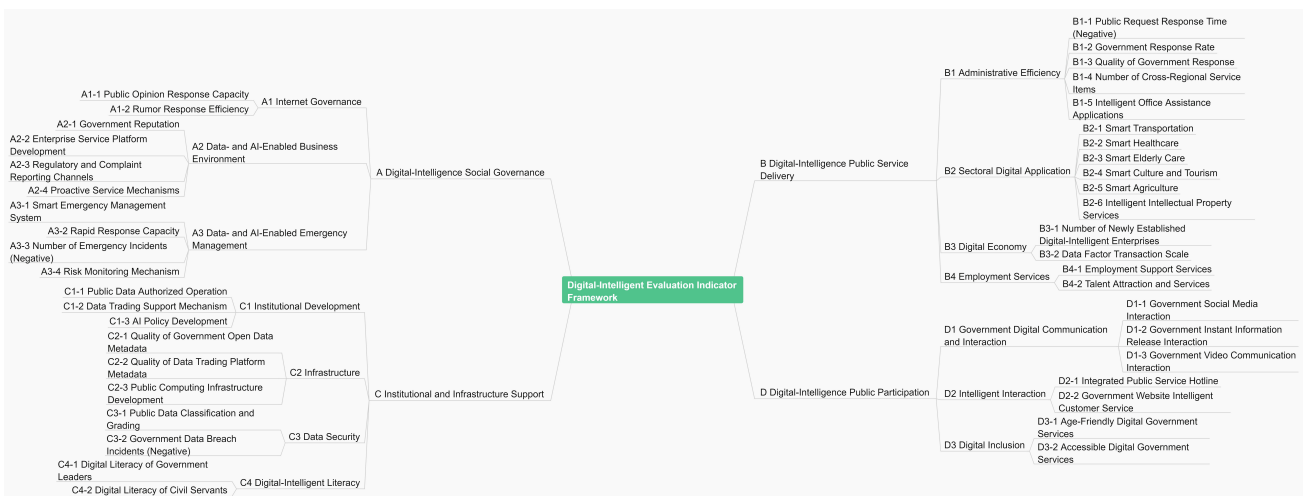 Digital-Intelligent Evaluation Indicator
Framework
A Digital-Intelligence Social Governance
A1 Internet Governance
A1-1 Public Opinion Response Capacity
A1-2 Rumor Response Efficiency
A2 Data- and AI-Enabled Business
Environment
A2-1 Government Reputation
A2-2 Enterprise Service Platform
Development
A2-3 Regulatory and Complaint
Reporting Channels
A2-4 Proactive Service Mechanisms
A3 Data- and AI-Enabled Emergency
Management
A3-1 Smart Emergency Management
System
A3-2 Rapid Response Capacity
A3-3 Number of Emergency Incidents
(Negative)
A3-4 Risk Monitoring Mechanism
B Digital-Intelligence Public Service
Delivery
B1 Administrative Efficiency
B1-1 Public Request Response Time
(Negative)
B1-2 Government Response Rate
B1-3 Quality of Government Response
B1-4 Number of Cross-Regional Service
Items
B1-5 Intelligent Office Assistance
Applications
B2 Sectoral Digital Application
B2-1 Smart Transportation
B2-2 Smart Healthcare
B2-3 Smart Elderly Care
B2-4 Smart Culture and Tourism
B2-5 Smart Agriculture
B2-6 Intelligent Intellectual Property
Services
B3 Digital Economy
B3-1 Number of Newly Established
Digital-Intelligent Enterprises
B3-2 Data Factor Transaction Scale
B4 Employment Services
B4-1 Employment Support Services
B4-2 Talent Attraction and Services
C Institutional and Infrastructure Support
C1 Institutional Development
C1-1 Public Data Authorized Operation
C1-2 Data Trading Support Mechanism
C1-3 AI Policy Development
C2 Infrastructure
C2-1 Quality of Government Open Data
Metadata
C2-2 Quality of Data Trading Platform
Metadata
C2-3 Public Computing Infrastructure
Development
C3 Data Security
C3-1 Public Data Classification and
Grading
C3-2 Government Data Breach
Incidents (Negative)
C4 Digital-Intelligent Literacy
C4-1 Digital Literacy of Government
Leaders
C4-2 Digital Literacy of Civil Servants
D Digital-Intelligence Public Participation
D1 Government Digital Communication
and Interaction
D1-1 Government Social Media
Interaction
D1-2 Government Instant Information
Release Interaction
D1-3 Government Video Communication
Interaction
D2 Intelligent Interaction
D2-1 Integrated Public Service Hotline
D2-2 Government Website Intelligent
Customer Service
D3 Digital Inclusion
D3-1 Age-Friendly Digital Government
Services
D3-2 Accessible Digital Government
Services